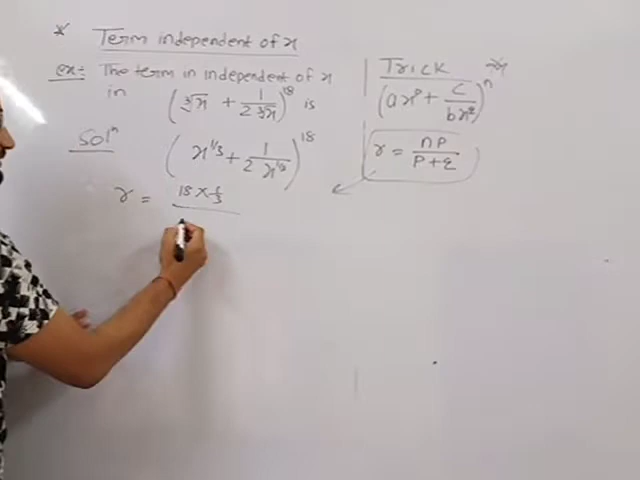 * Term independent of x
ex:- The term in independent of x
in (∛x + 1/(2∛x))^18 is
Solⁿ (x^1/3 + 1/(2x^1/3))^18
r = 18 × 1/3
Trick
(ax^p + c/(bx^q))^n
r = np/(p+q)